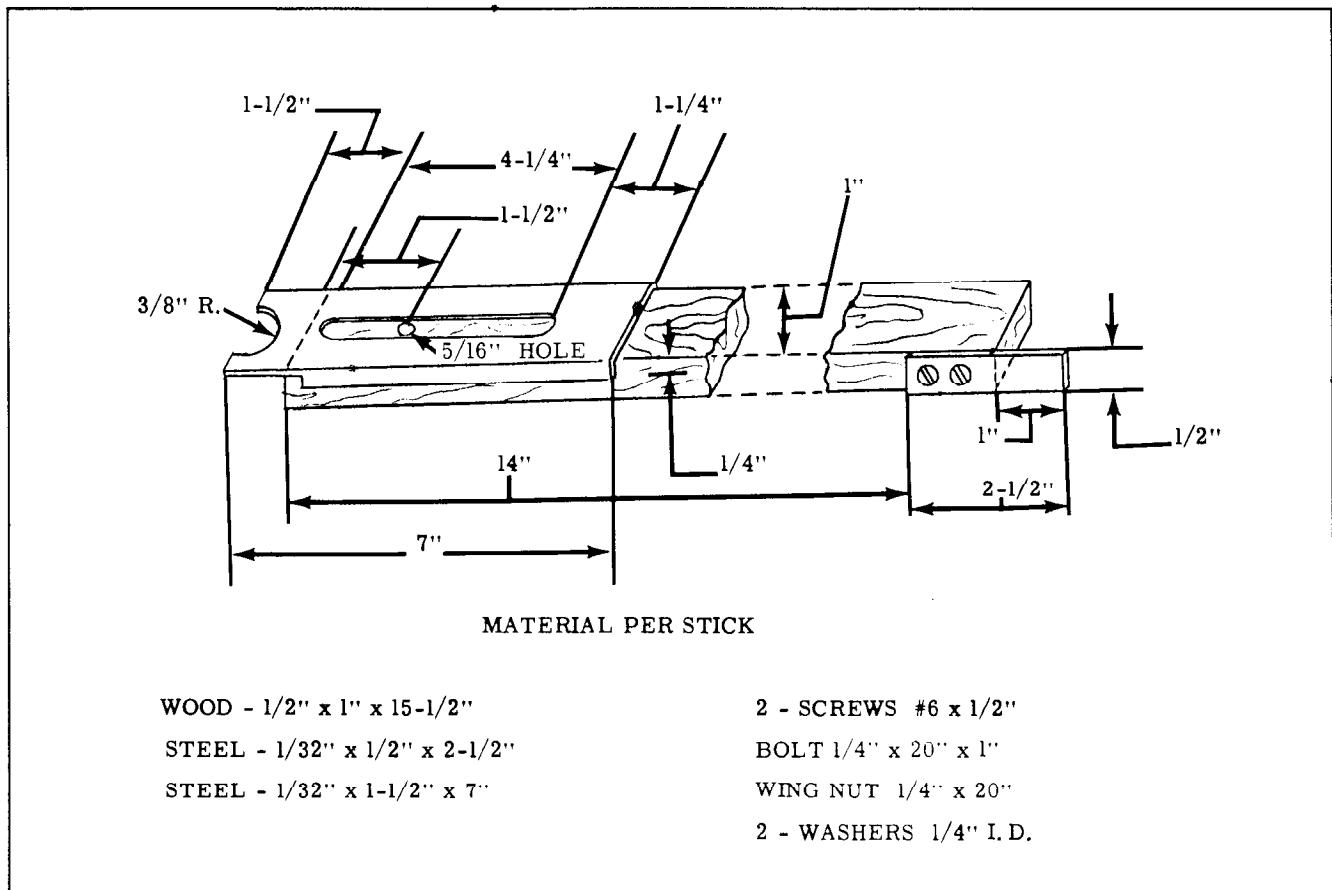 1-1/2" 1-1/4"
4-1/4"
1"
1-1/2"
3/8" R.
5/16" HOLE
1" 1/2"
14" 1/4"
2-1/2"
7"
MATERIAL PER STICK
WOOD - 1/2" x 1" x 15-1/2"
STEEL - 1/32" x 1/2" x 2-1/2"
STEEL - 1/32" x 1-1/2" x 7"
2 - SCREWS #6 x 1/2"
BOLT 1/4" x 20" x 1"
WING NUT 1/4" x 20"
2 - WASHERS 1/4" I.D.